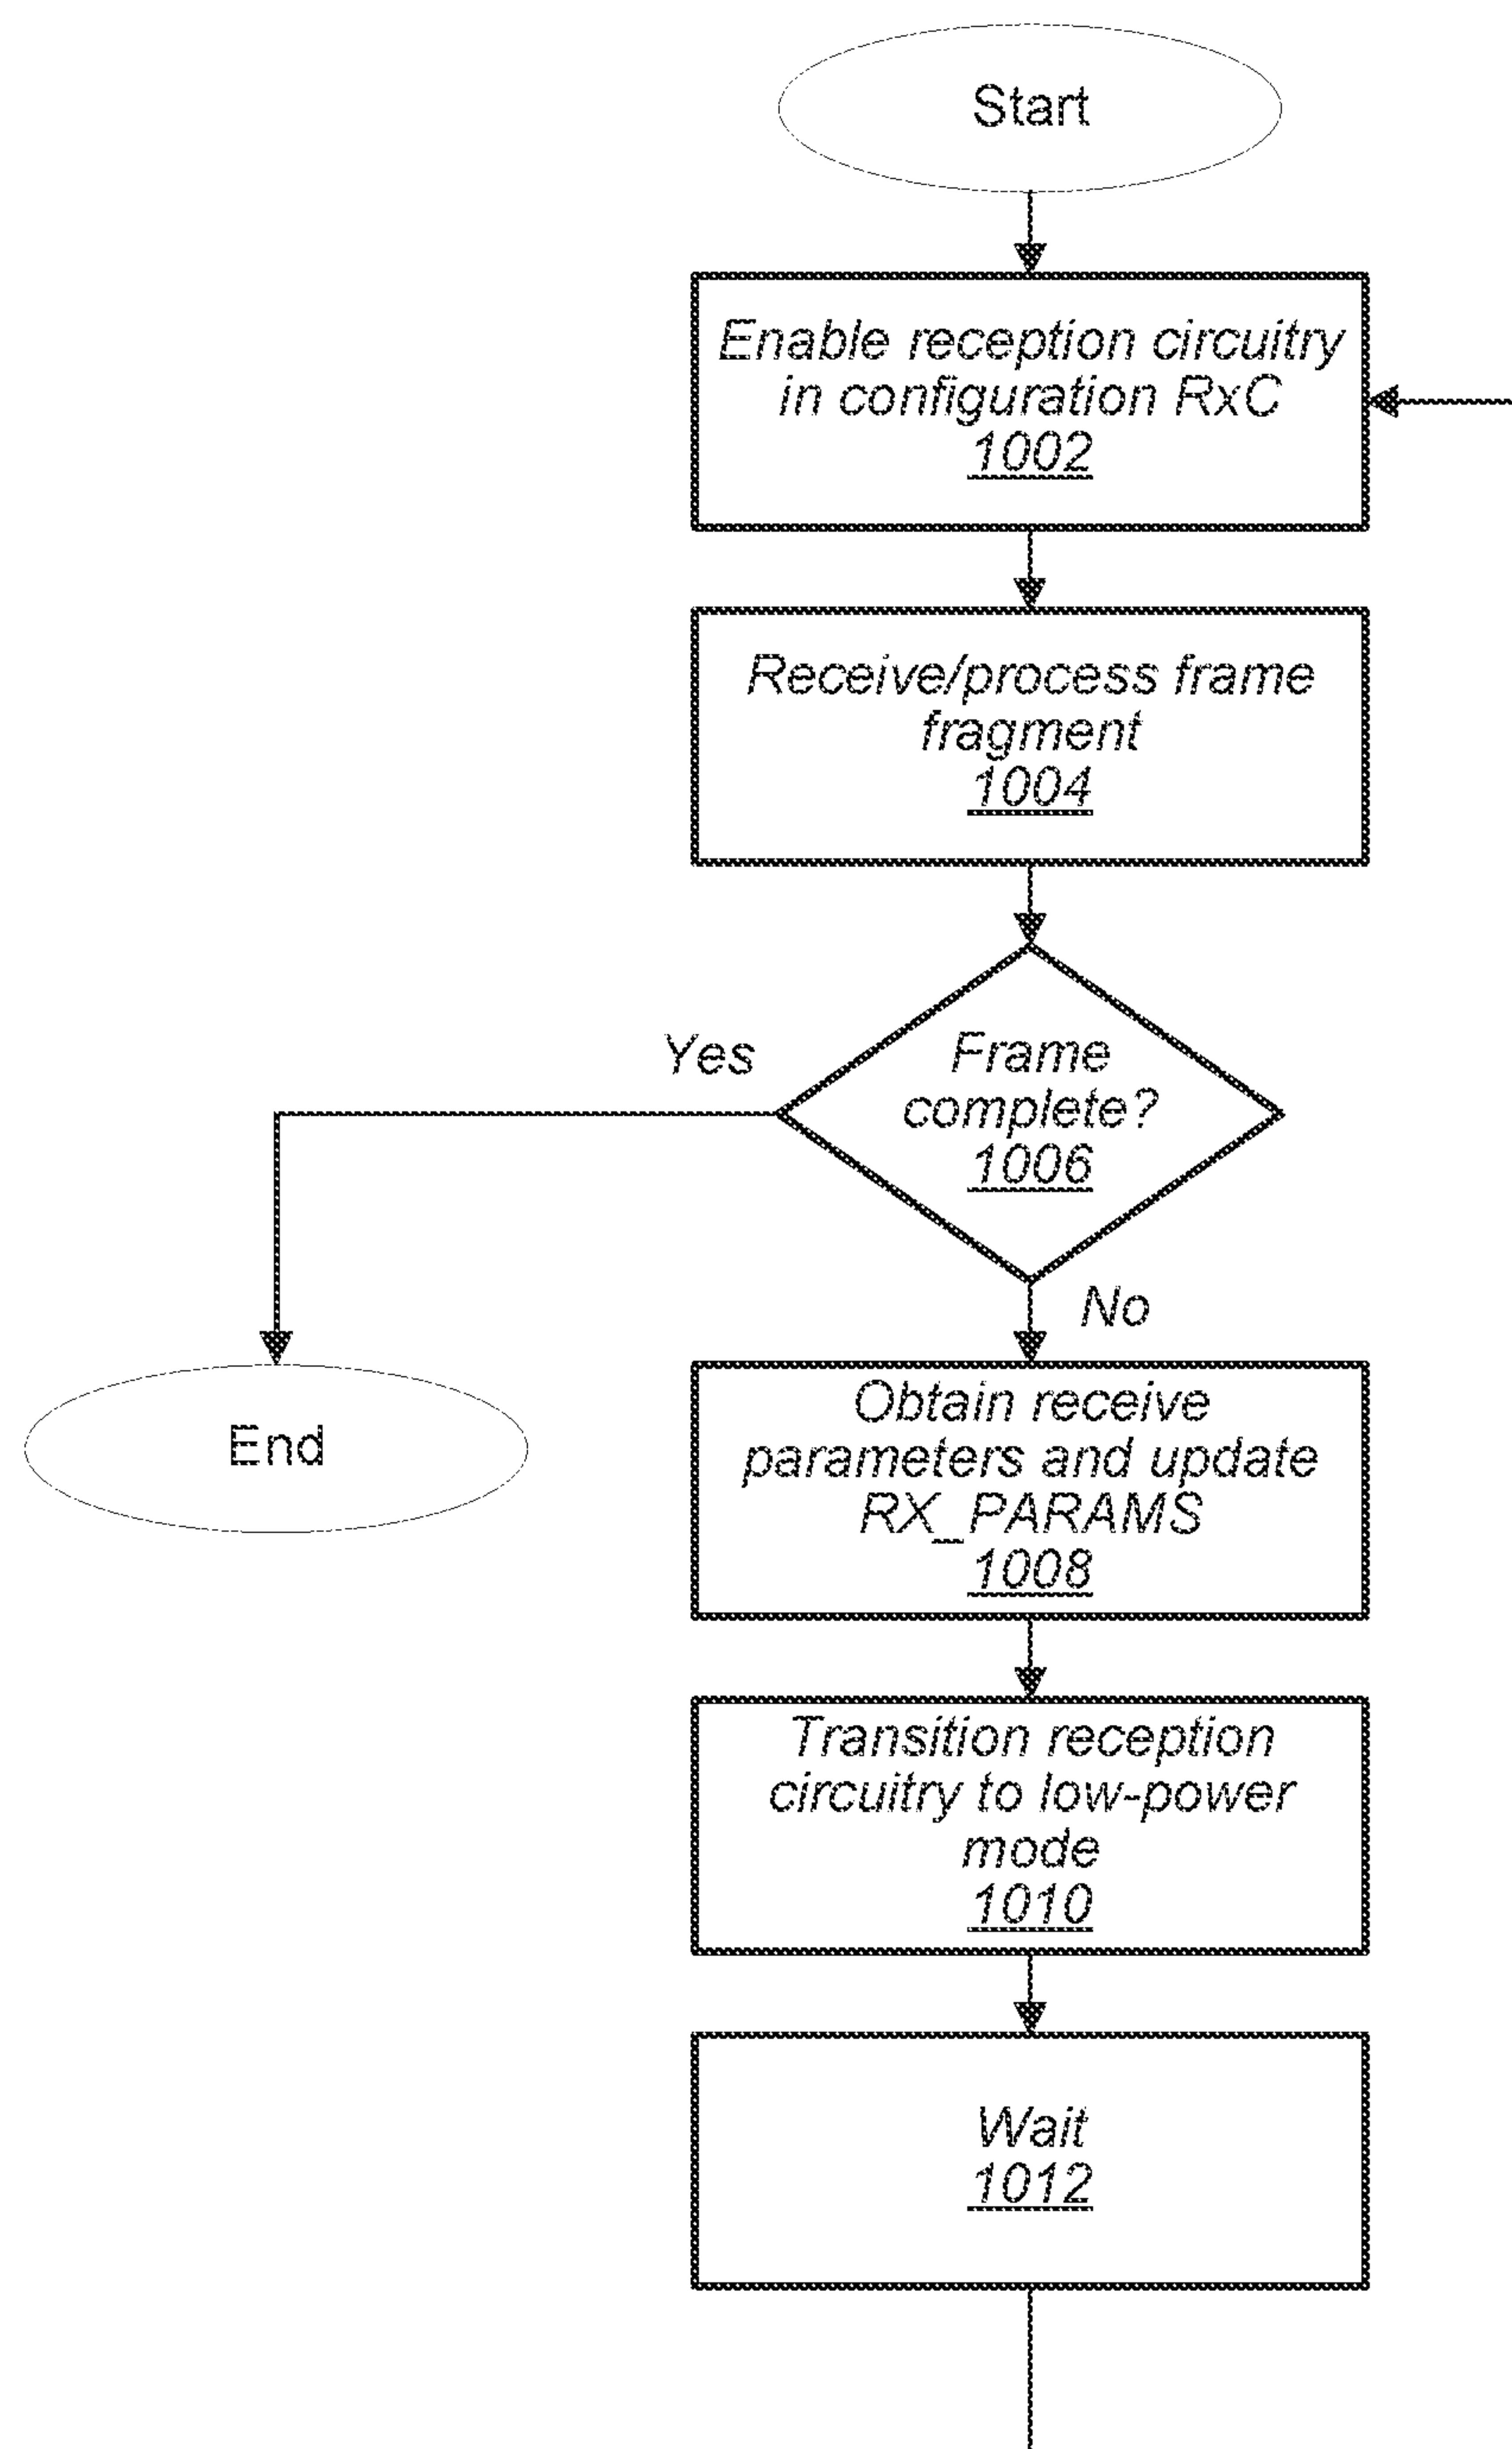 Start
Enable reception circuitry
in configuration RxC
1002
Receive/process frame
fragment
1004
Yes
Frame
complete?
1006
No
Obtain receive
parameters and update
RX_PARAMS
1008
End
Transition reception
circuitry to low-power
mode
1010
Wait
1012